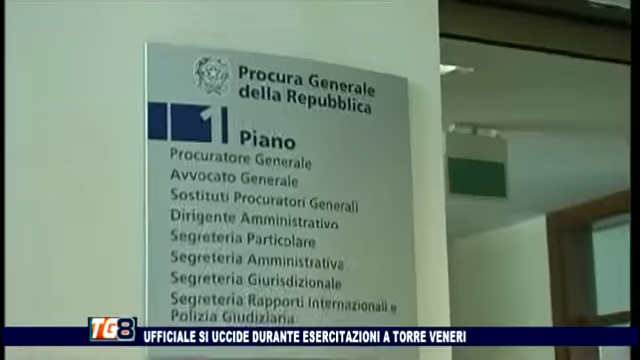 Procura Generale
della Repubblica
1
Piano
Procuratore Generale
Avvocato Generale
Sostituti Procuratori Generali
Dirigente Amministrativo
Segreteria Particolare
Segreteria Amministrativa
Segreteria Giurisdizionale
Segreteria Rapporti Internazionali e
Polizia Giudiziaria
TG8 UFFICIALE SI UCCIDE DURANTE ESERCITAZIONI A TORRE VENERI